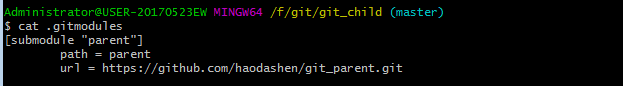 Administrator@USER-20170523EW MINGW64 /f/git/git_child (master)
$ cat .gitmodules
[submodule "parent"]
        path = parent
        url = https://github.com/haodashen/git_parent.git